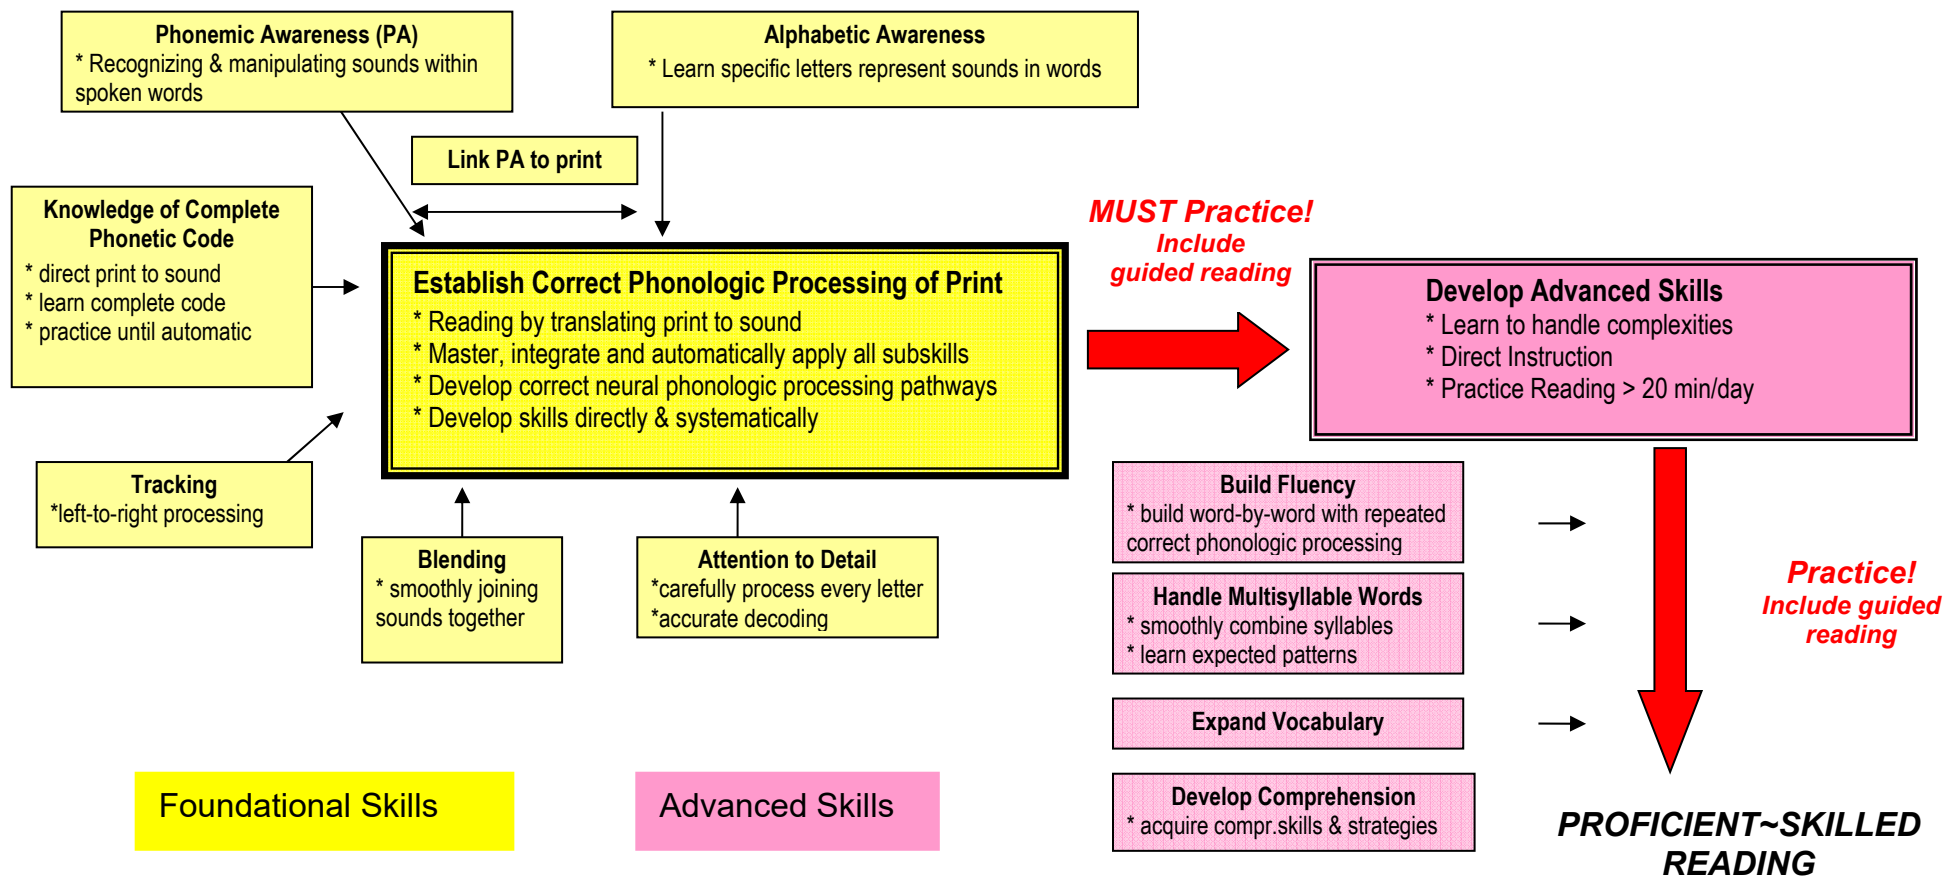 Phonemic Awareness (PA)
* Recognizing & manipulating sounds within
spoken words
Alphabetic Awareness
* Learn specific letters represent sounds in words
Link PA to print
Knowledge of Complete
Phonetic Code
* direct print to sound
* learn complete code
* practice until automatic
Establish Correct Phonologic Processing of Print
* Reading by translating print to sound
* Master, integrate and automatically apply all subskills
* Develop correct neural phonologic processing pathways
* Develop skills directly & systematically
MUST Practice!
Include
guided reading
Develop Advanced Skills
* Learn to handle complexities
* Direct Instruction
* Practice Reading > 20 min/day
Tracking
*left-to-right processing
Blending
* smoothly joining
sounds together
Attention to Detail
*carefully process every letter
*accurate decoding
Build Fluency
* build word-by-word with repeated
correct phonologic processing
Handle Multisyllable Words
* smoothly combine syllables
* learn expected patterns
Expand Vocabulary
Develop Comprehension
* acquire compr.skills & strategies
Practice!
Include guided
reading
Foundational Skills
Advanced Skills
PROFICIENT~SKILLED
READING